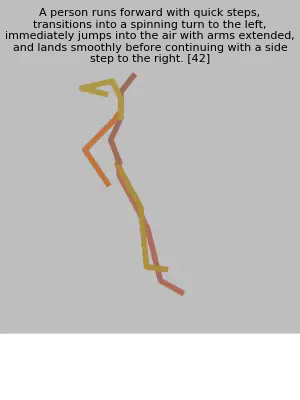 A person runs forward with quick steps,
transitions into a spinning turn to the left,
immediately jumps into the air with arms extended,
and lands smoothly before continuing with a side
step to the right. [42]